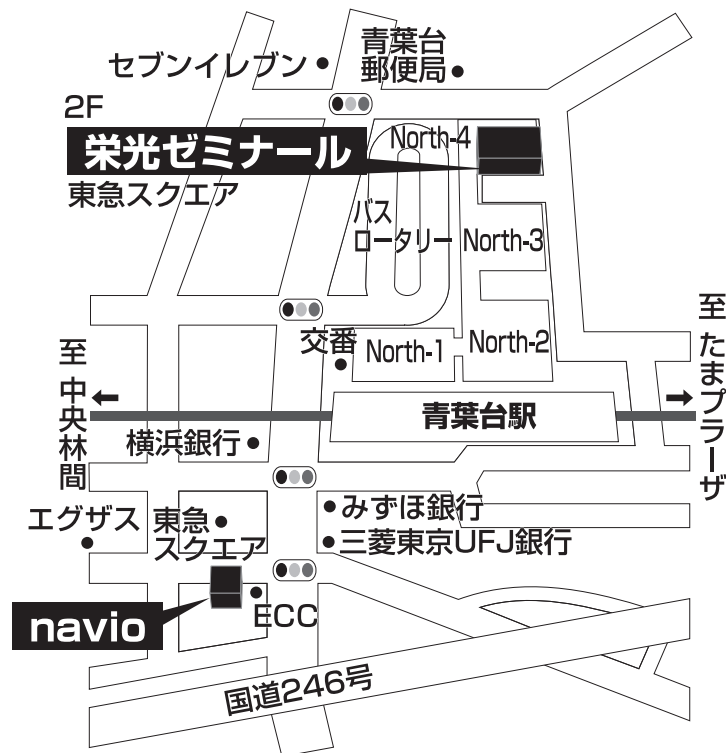 セブンイレブン
青葉台
郵便局
2F
栄光ゼミナール
東急スクエア
North-4
バス
ロータリー
North-3
交番
North-1
North-2
至 中央林間
至 たまプラーザ
青葉台駅
横浜銀行
エグザス
東急
スクエア
みずほ銀行
三菱東京UFJ銀行
navio
ECC
国道246号